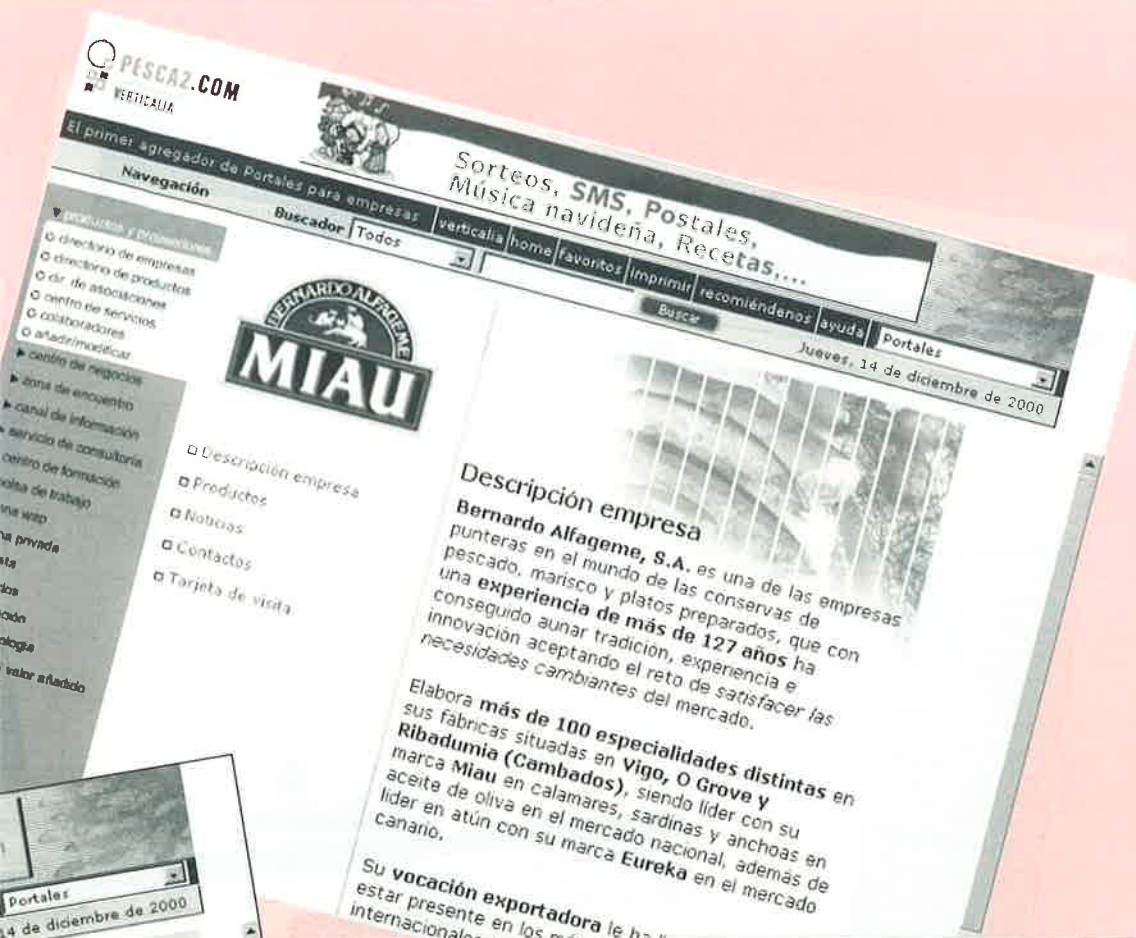 PESCA2.COM
VERTICALIA
Sorteos, SMS, Postales,
Música navideña, Recetas,...
El primer agregador de Portales para empresas
verticalia home favoritos imprimir recomiéndenos ayuda Portales
Navegación
Buscador Todos
Buscar
Jueves, 14 de diciembre de 2000
productos y promociones
directorio de empresas
directorio de productos
dir. de asociaciones
centro de servicios
colaboradores
añadir/modificar
centro de negocios
zona de encuentro
canal de información
servicio de consultoría
centro de formación
bolsa de trabajo
wap
privada
valor añadido
BERNARDO ALFAGEME
MIAU
Descripción empresa
Productos
Noticias
Contactos
Tarjeta de visita
Descripción empresa
Bernardo Alfageme, S.A. es una de las empresas
punteras en el mundo de las conservas de
pescado, marisco y platos preparados, que con
una experiencia de más de 127 años ha
conseguido aunar tradición, experiencia e
innovación aceptando el reto de satisfacer las
necesidades cambiantes del mercado.
Elabora más de 100 especialidades distintas en
sus fábricas situadas en Vigo, O Grove y
Ribadumia (Cambados), siendo líder con su
marca Miau en calamares, sardinas y anchoas en
aceite de oliva en el mercado nacional, además de
líder en atún con su marca Eureka en el mercado
canario.
Su vocación exportadora le ha
estar presente en los
internacionales
Portales
14 de diciembre de 2000